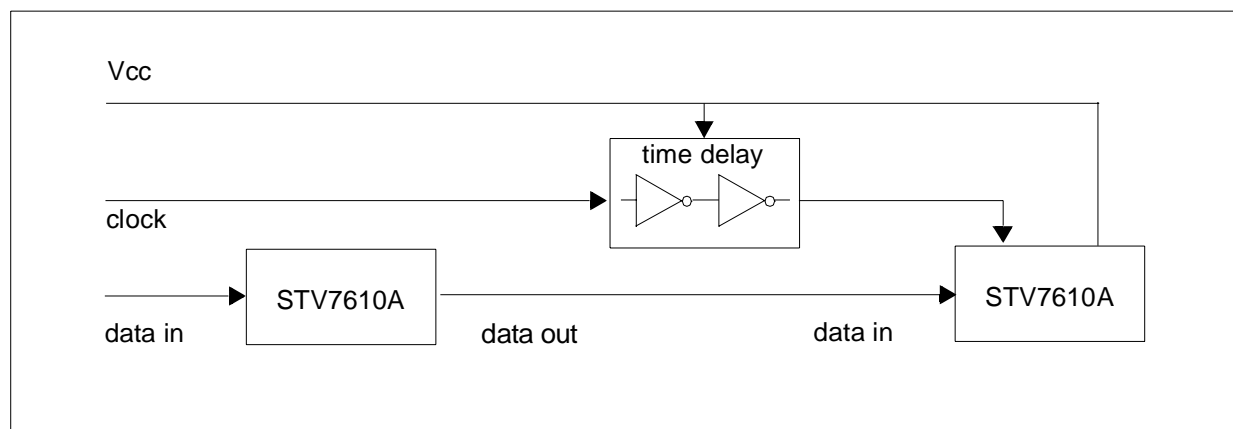 Vcc
time delay
clock
STV7610A
STV7610A
data in
data out
data in